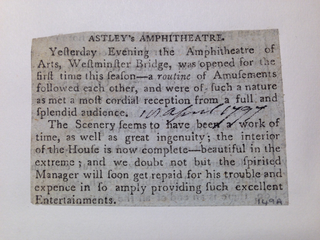 ASTLEY's AMPHITHEATRE.
Yesterday Evening the Amphitheatre of
Arts, Westminster Bridge, was opened for the
first time this season—a routine of Amusements
followed each other, and were of such a nature
as met a most cordial reception from a full and
splendid audience. April 1797
The Scenery seems to have been a work of
time, as well as great ingenuity; the interior
of the House is now complete—beautiful in the
extreme; and we doubt not but the spirited
Manager will soon get repaid for his trouble and
expence in so amply providing such excellent
Entertainments.